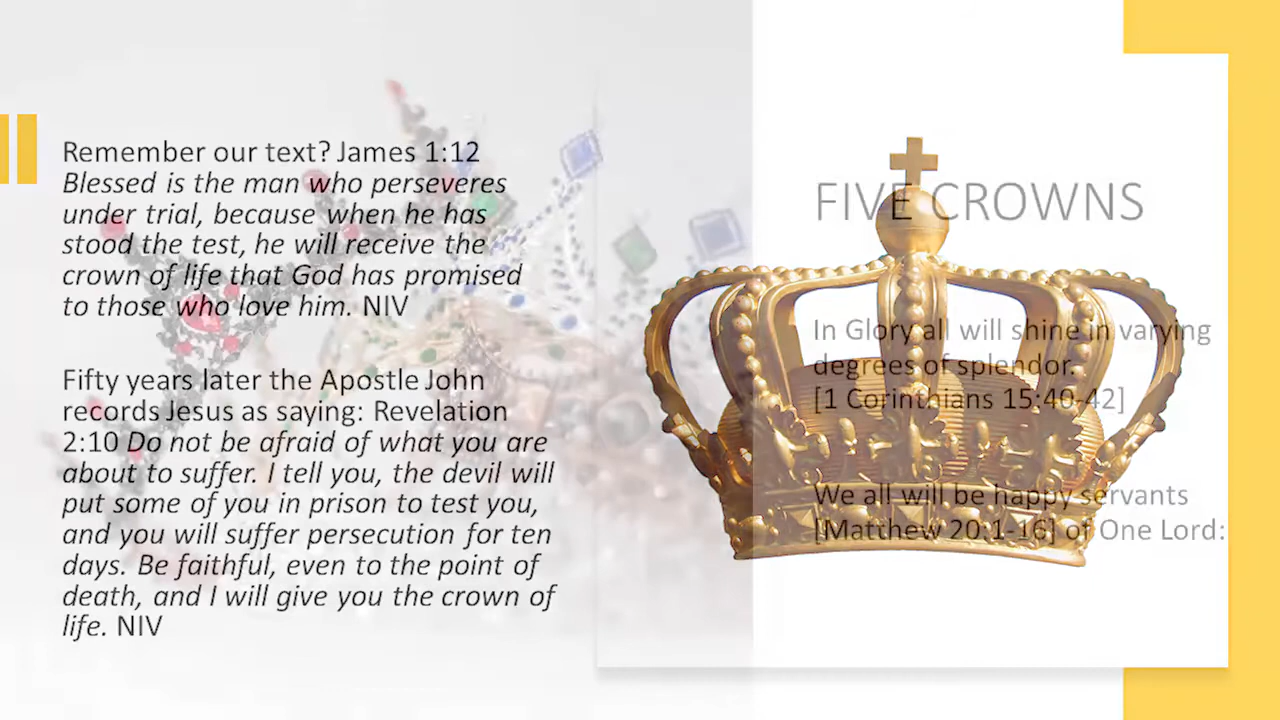 Remember our text? James 1:12
Blessed is the man who perseveres
under trial, because when he has
stood the test, he will receive the
crown of life that God has promised
to those who love him. NIV
Fifty years later the Apostle John
records Jesus as saying: Revelation
2:10 Do not be afraid of what you are
about to suffer. I tell you, the devil will
put some of you in prison to test you,
and you will suffer persecution for ten
days. Be faithful, even to the point of
death, and I will give you the crown of
life. NIV
FIVE CROWNS
In Glory all will shine in varying
degrees of splendor.
[1 Corinthians 15:40-42]
We all will be happy servants
[Matthew 20:1-16] of One Lord: